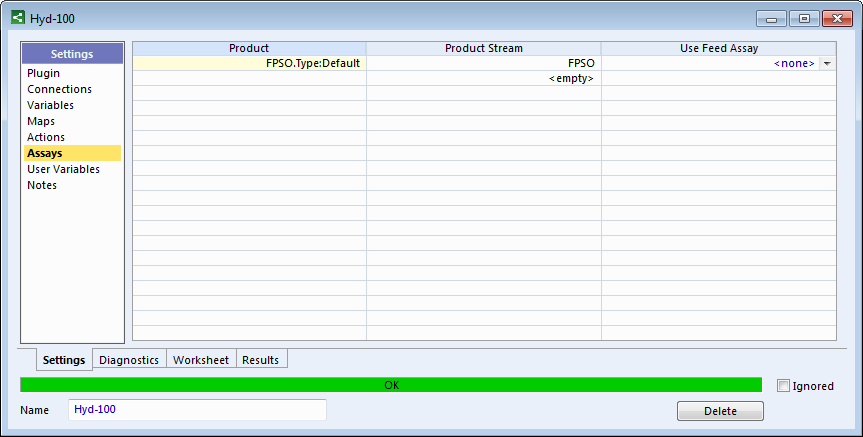 Hyd-100
Settings
Plugin
Connections
Variables
Maps
Actions
Assays
User Variables
Notes
Product Product Stream Use Feed Assay
FPSO.Type:Default FPSO <none>
<empty>
Settings Diagnostics Worksheet Results
OK
Ignored
Name Hyd-100 Delete